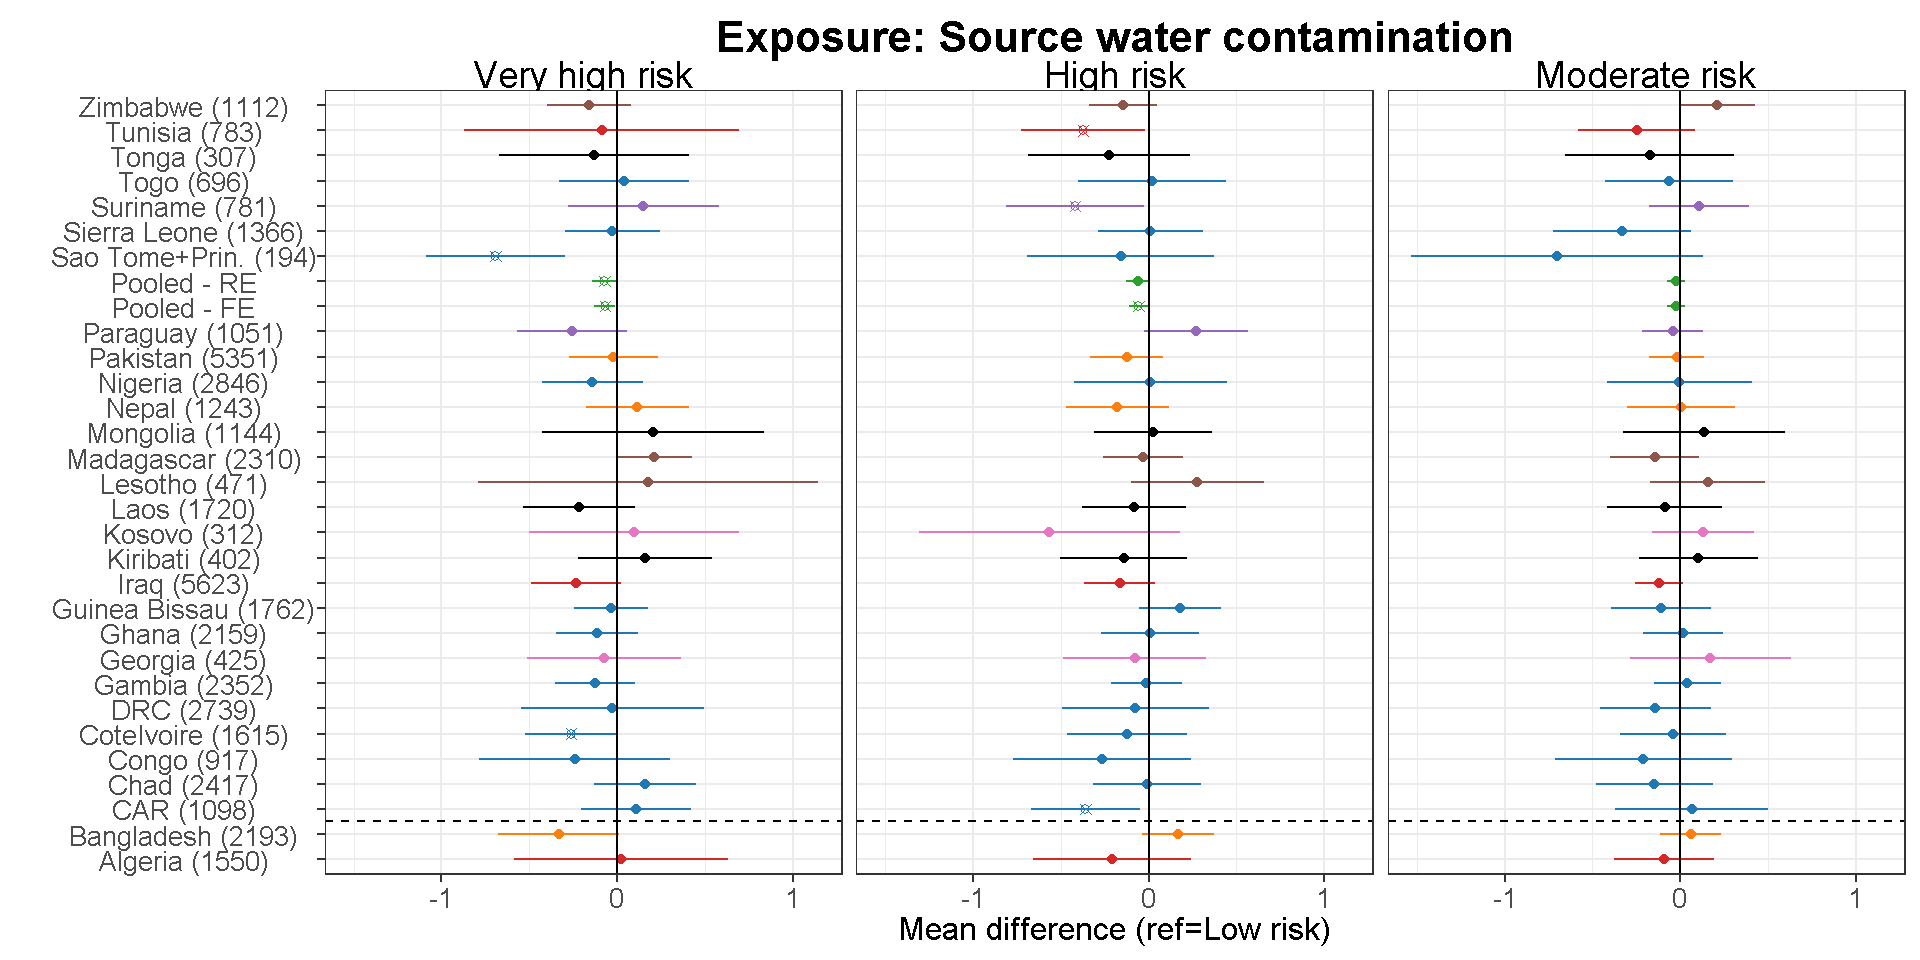 Exposure: Source water contamination
Very high risk
High risk
Moderate risk
Zimbabwe (1112)
Tunisia (783)
Tonga (307)
Togo (696)
Suriname (781)
Sierra Leone (1366)
Sao Tome+Prin. (194)
Pooled - RE
Pooled - FE
Paraguay (1051)
Pakistan (5351)
Nigeria (2846)
Nepal (1243)
Mongolia (1144)
Madagascar (2310)
Lesotho (471)
Laos (1720)
Kosovo (312)
Kiribati (402)
Iraq (5623)
Guinea Bissau (1762)
Ghana (2159)
Georgia (425)
Gambia (2352)
DRC (2739)
CoteIvoire (1615)
Congo (917)
Chad (2417)
CAR (1098)
Bangladesh (2193)
Algeria (1550)
-1 0 1
-1 0 1
-1 0 1
Mean difference (ref=Low risk)